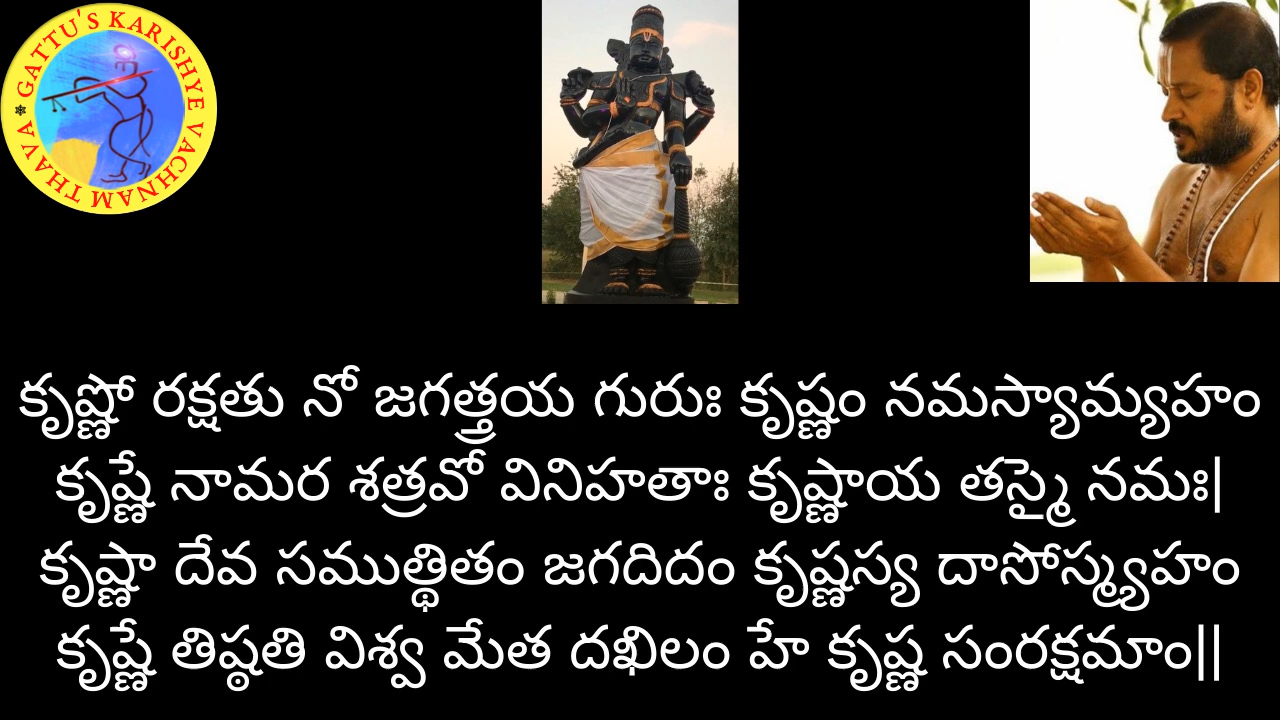 GATTU'S KARISHYE VACHNAM THAVA
కృష్ణో రక్షతు నో జగత్త్రయ గురుః కృష్ణం నమస్యామ్యహం
కృష్ణే నామర శత్రవో వినిహతాః కృష్ణాయ తస్మై నమః|
కృష్ణా దేవ సముత్థితం జగదిదం కృష్ణస్య దాసోస్మ్యహం
కృష్ణే తిష్ఠతి విశ్వ మేత దఖిలం హే కృష్ణ సంరక్షమాం||